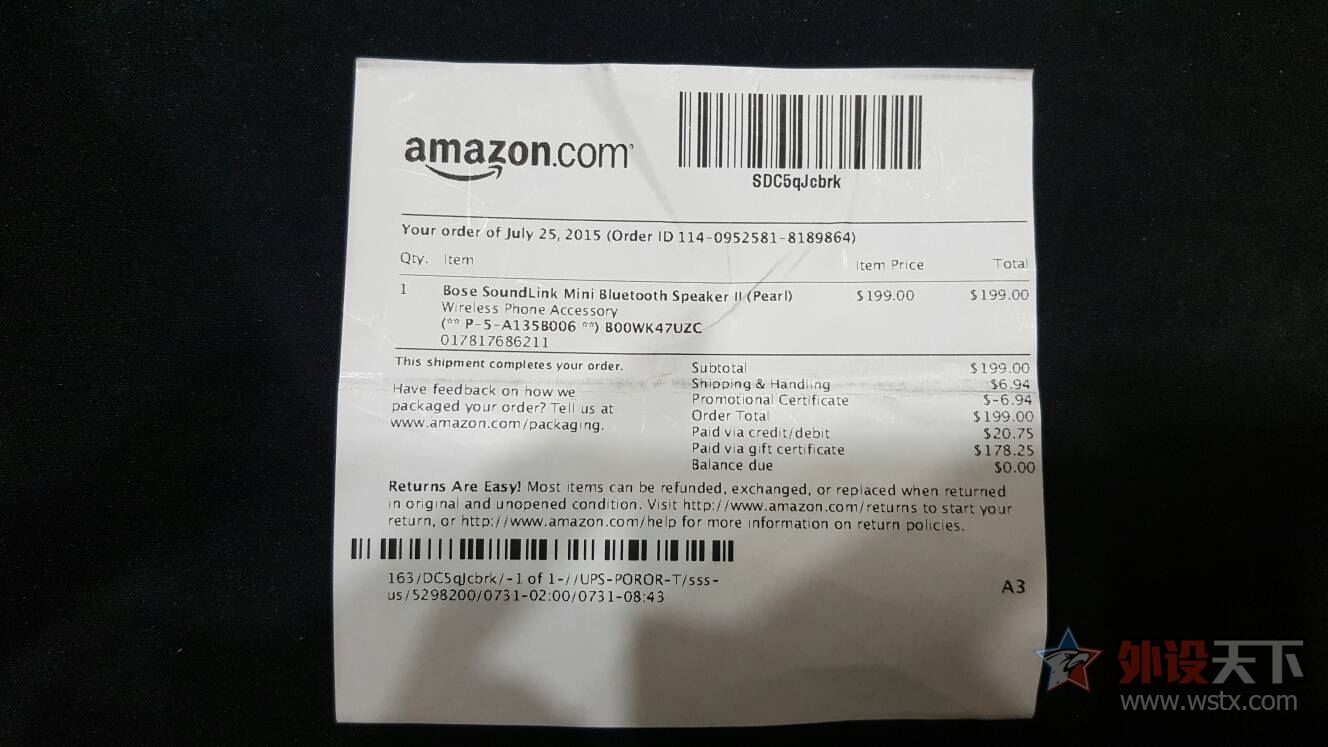 amazon.com
SDC5qJcbrk
Your order of July 25, 2015 (Order ID 114-0952581-8189864)
Qty. Item Item Price Total
1 Bose SoundLink Mini Bluetooth Speaker II (Pearl) $199.00 $199.00
Wireless Phone Accessory
(** P-5-A135B006 **) B00WK47UZC
017817686211
This shipment completes your order.
Have feedback on how we
packaged your order? Tell us at
www.amazon.com/packaging.
Subtotal $199.00
Shipping & Handling $6.94
Promotional Certificate $-6.94
Order Total $199.00
Paid via credit/debit $20.75
Paid via gift certificate $178.25
Balance due $0.00
Returns Are Easy! Most items can be refunded, exchanged, or replaced when returned
in original and unopened condition. Visit http://www.amazon.com/returns to start your
return, or http://www.amazon.com/help for more information on return policies.
163/DC5qJcbrk/-1 of 1-//UPS-POROR-T/sss-
us/5298200/0731-02:00/0731-08:43
A3
外设天下
www.wstx.com